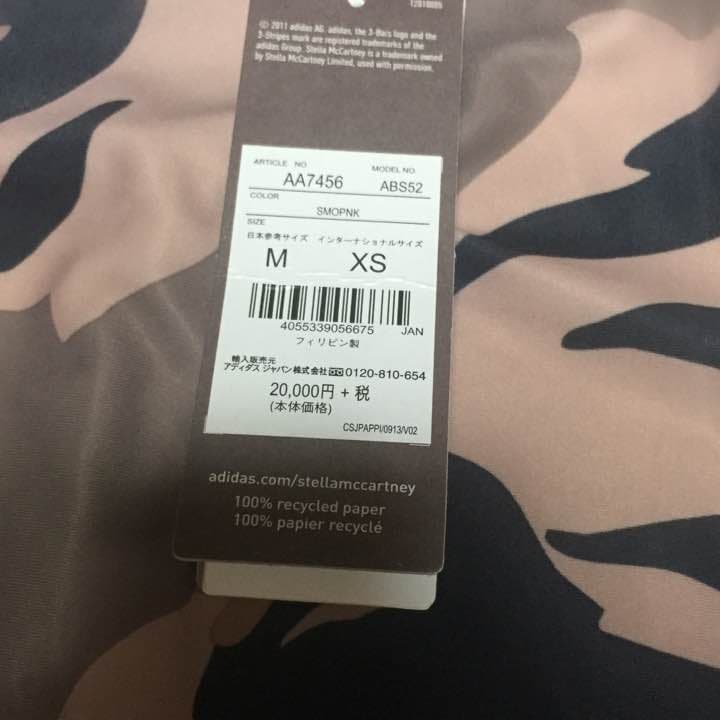 12010005
© 2011 adidas AG. adidas, the 3-Bars logo and the
3-Stripes mark are registered trademarks of the
adidas Group. Stella McCartney is a trademark owned
by Stella McCartney Limited, used with permission.
ARTICLE NO
MODEL NO.
AA7456
ABS52
COLOR
SMOPNK
SIZE
日本参考サイズ インターナショナルサイズ
M XS
4055339056675 JAN
フィリピン製
輸入販売元
アディダス ジャパン株式会社 0120-810-654
20,000円 + 税
(本体価格)
CSJPAPPI/0913/V02
adidas.com/stellamccartney
100% recycled paper
100% papier recyclé